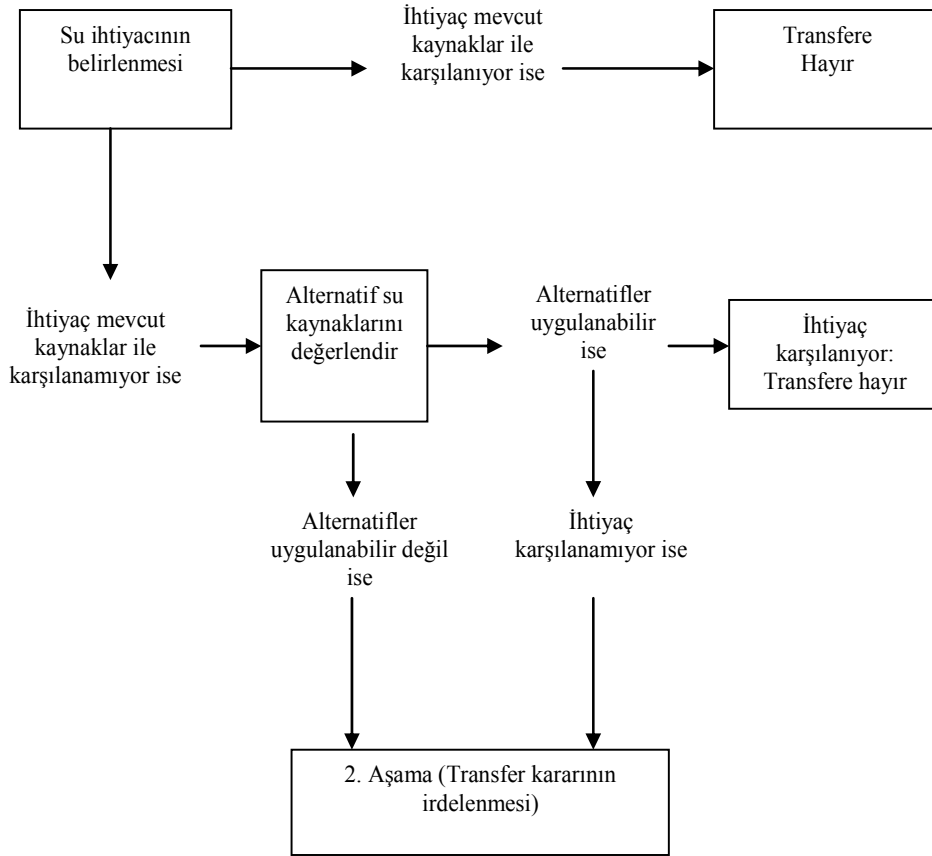 Su ihtiyacının
belirlenmesi
İhtiyaç mevcut
kaynaklar ile
karşılanıyor ise
Transfere
Hayır
İhtiyaç mevcut
kaynaklar ile
karşılanamıyor ise
Alternatif su
kaynaklarını
değerlendir
Alternatifler
uygulanabilir
ise
İhtiyaç
karşılanıyor:
Transfere hayır
Alternatifler
uygulanabilir değil
ise
İhtiyaç
karşılanamıyor ise
2. Aşama (Transfer kararının
irdelenmesi)